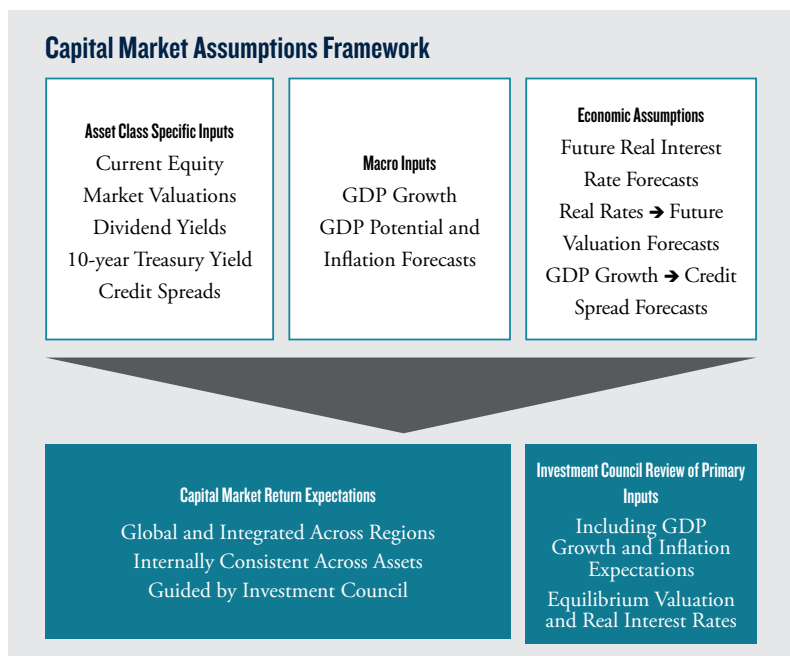 Capital Market Assumptions Framework
Asset Class Specific Inputs
Current Equity
Market Valuations
Dividend Yields
10-year Treasury Yield
Credit Spreads
Macro Inputs
GDP Growth
GDP Potential and
Inflation Forecasts
Economic Assumptions
Future Real Interest
Rate Forecasts
Real Rates ➔ Future
Valuation Forecasts
GDP Growth ➔ Credit
Spread Forecasts
Capital Market Return Expectations
Global and Integrated Across Regions
Internally Consistent Across Assets
Guided by Investment Council
Investment Council Review of Primary
Inputs
Including GDP
Growth and Inflation
Expectations
Equilibrium Valuation
and Real Interest Rates